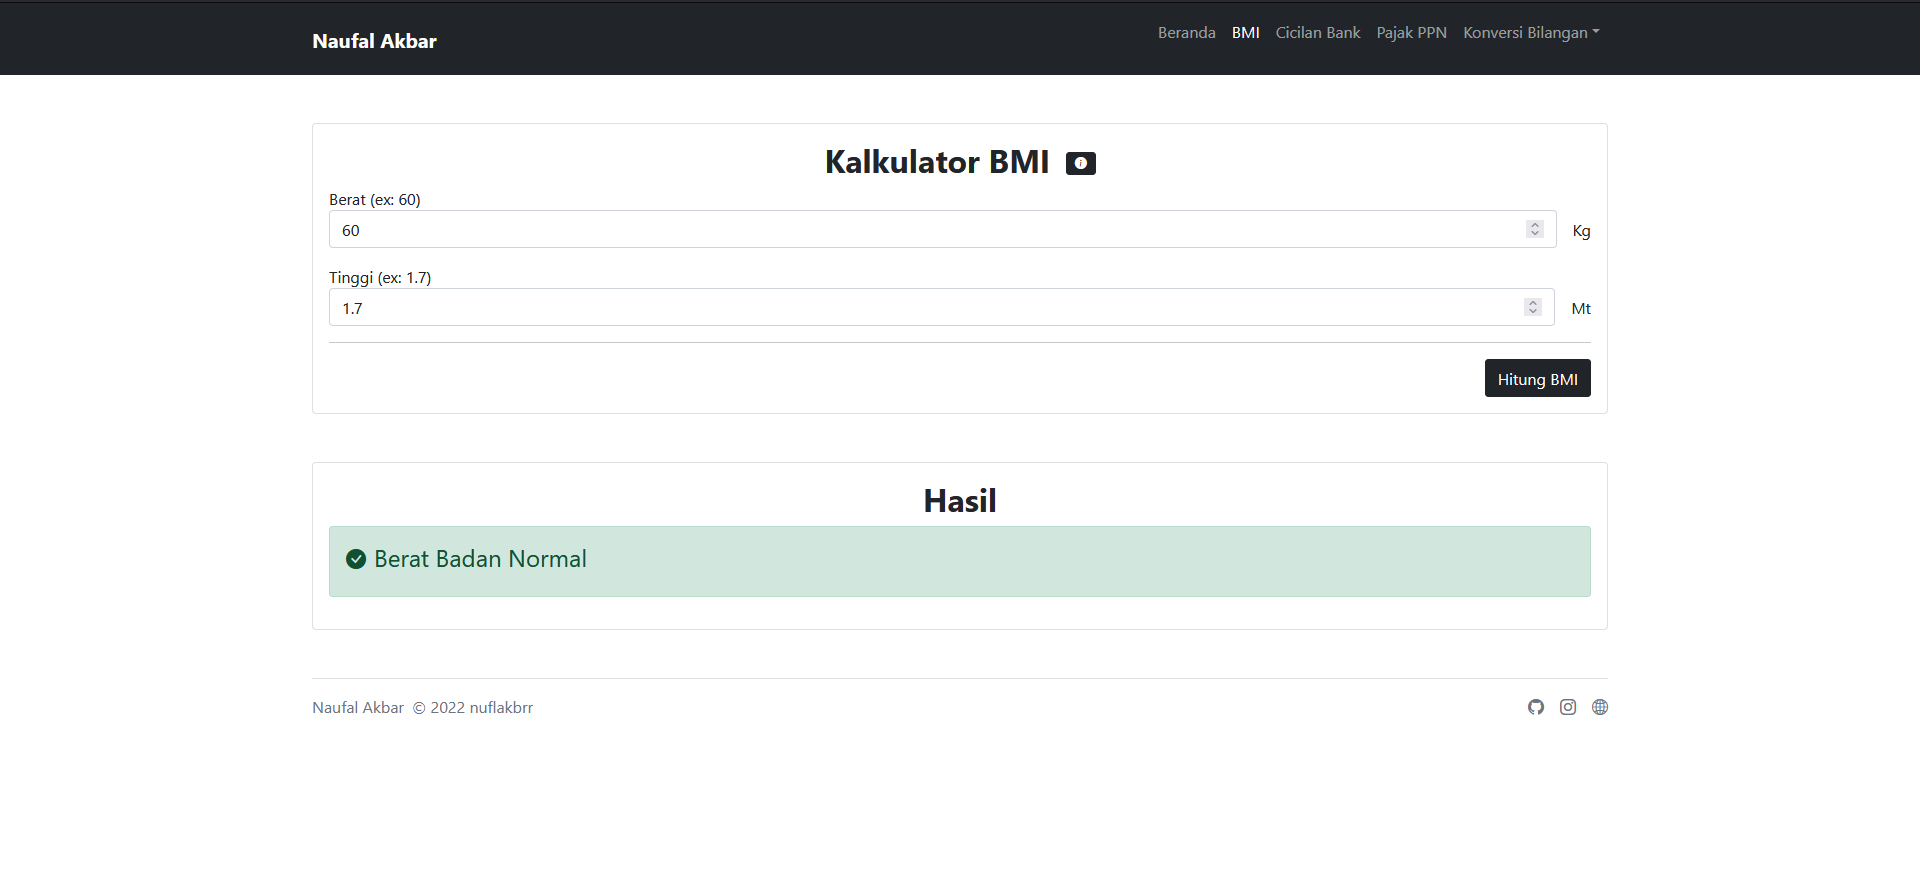 Naufal Akbar
Beranda BMI Cicilan Bank Pajak PPN Konversi Bilangan
Kalkulator BMI
Berat (ex: 60)
60 Kg
Tinggi (ex: 1.7)
1.7 Mt
Hitung BMI
Hasil
Berat Badan Normal
Naufal Akbar © 2022 nuflakbrr